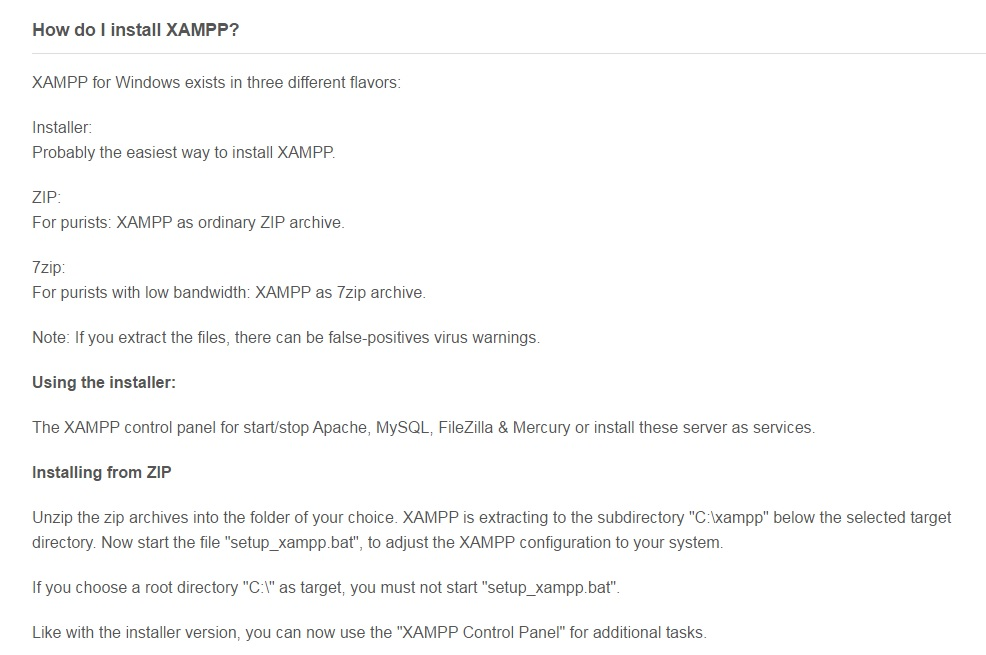 How do I install XAMPP?
XAMPP for Windows exists in three different flavors:
Installer:
Probably the easiest way to install XAMPP.
ZIP:
For purists: XAMPP as ordinary ZIP archive.
7zip:
For purists with low bandwidth: XAMPP as 7zip archive.
Note: If you extract the files, there can be false-positives virus warnings.
Using the installer:
The XAMPP control panel for start/stop Apache, MySQL, FileZilla & Mercury or install these server as services.
Installing from ZIP
Unzip the zip archives into the folder of your choice. XAMPP is extracting to the subdirectory "C:\xampp" below the selected target
directory. Now start the file "setup_xampp.bat", to adjust the XAMPP configuration to your system.
If you choose a root directory "C:\" as target, you must not start "setup_xampp.bat".
Like with the installer version, you can now use the "XAMPP Control Panel" for additional tasks.